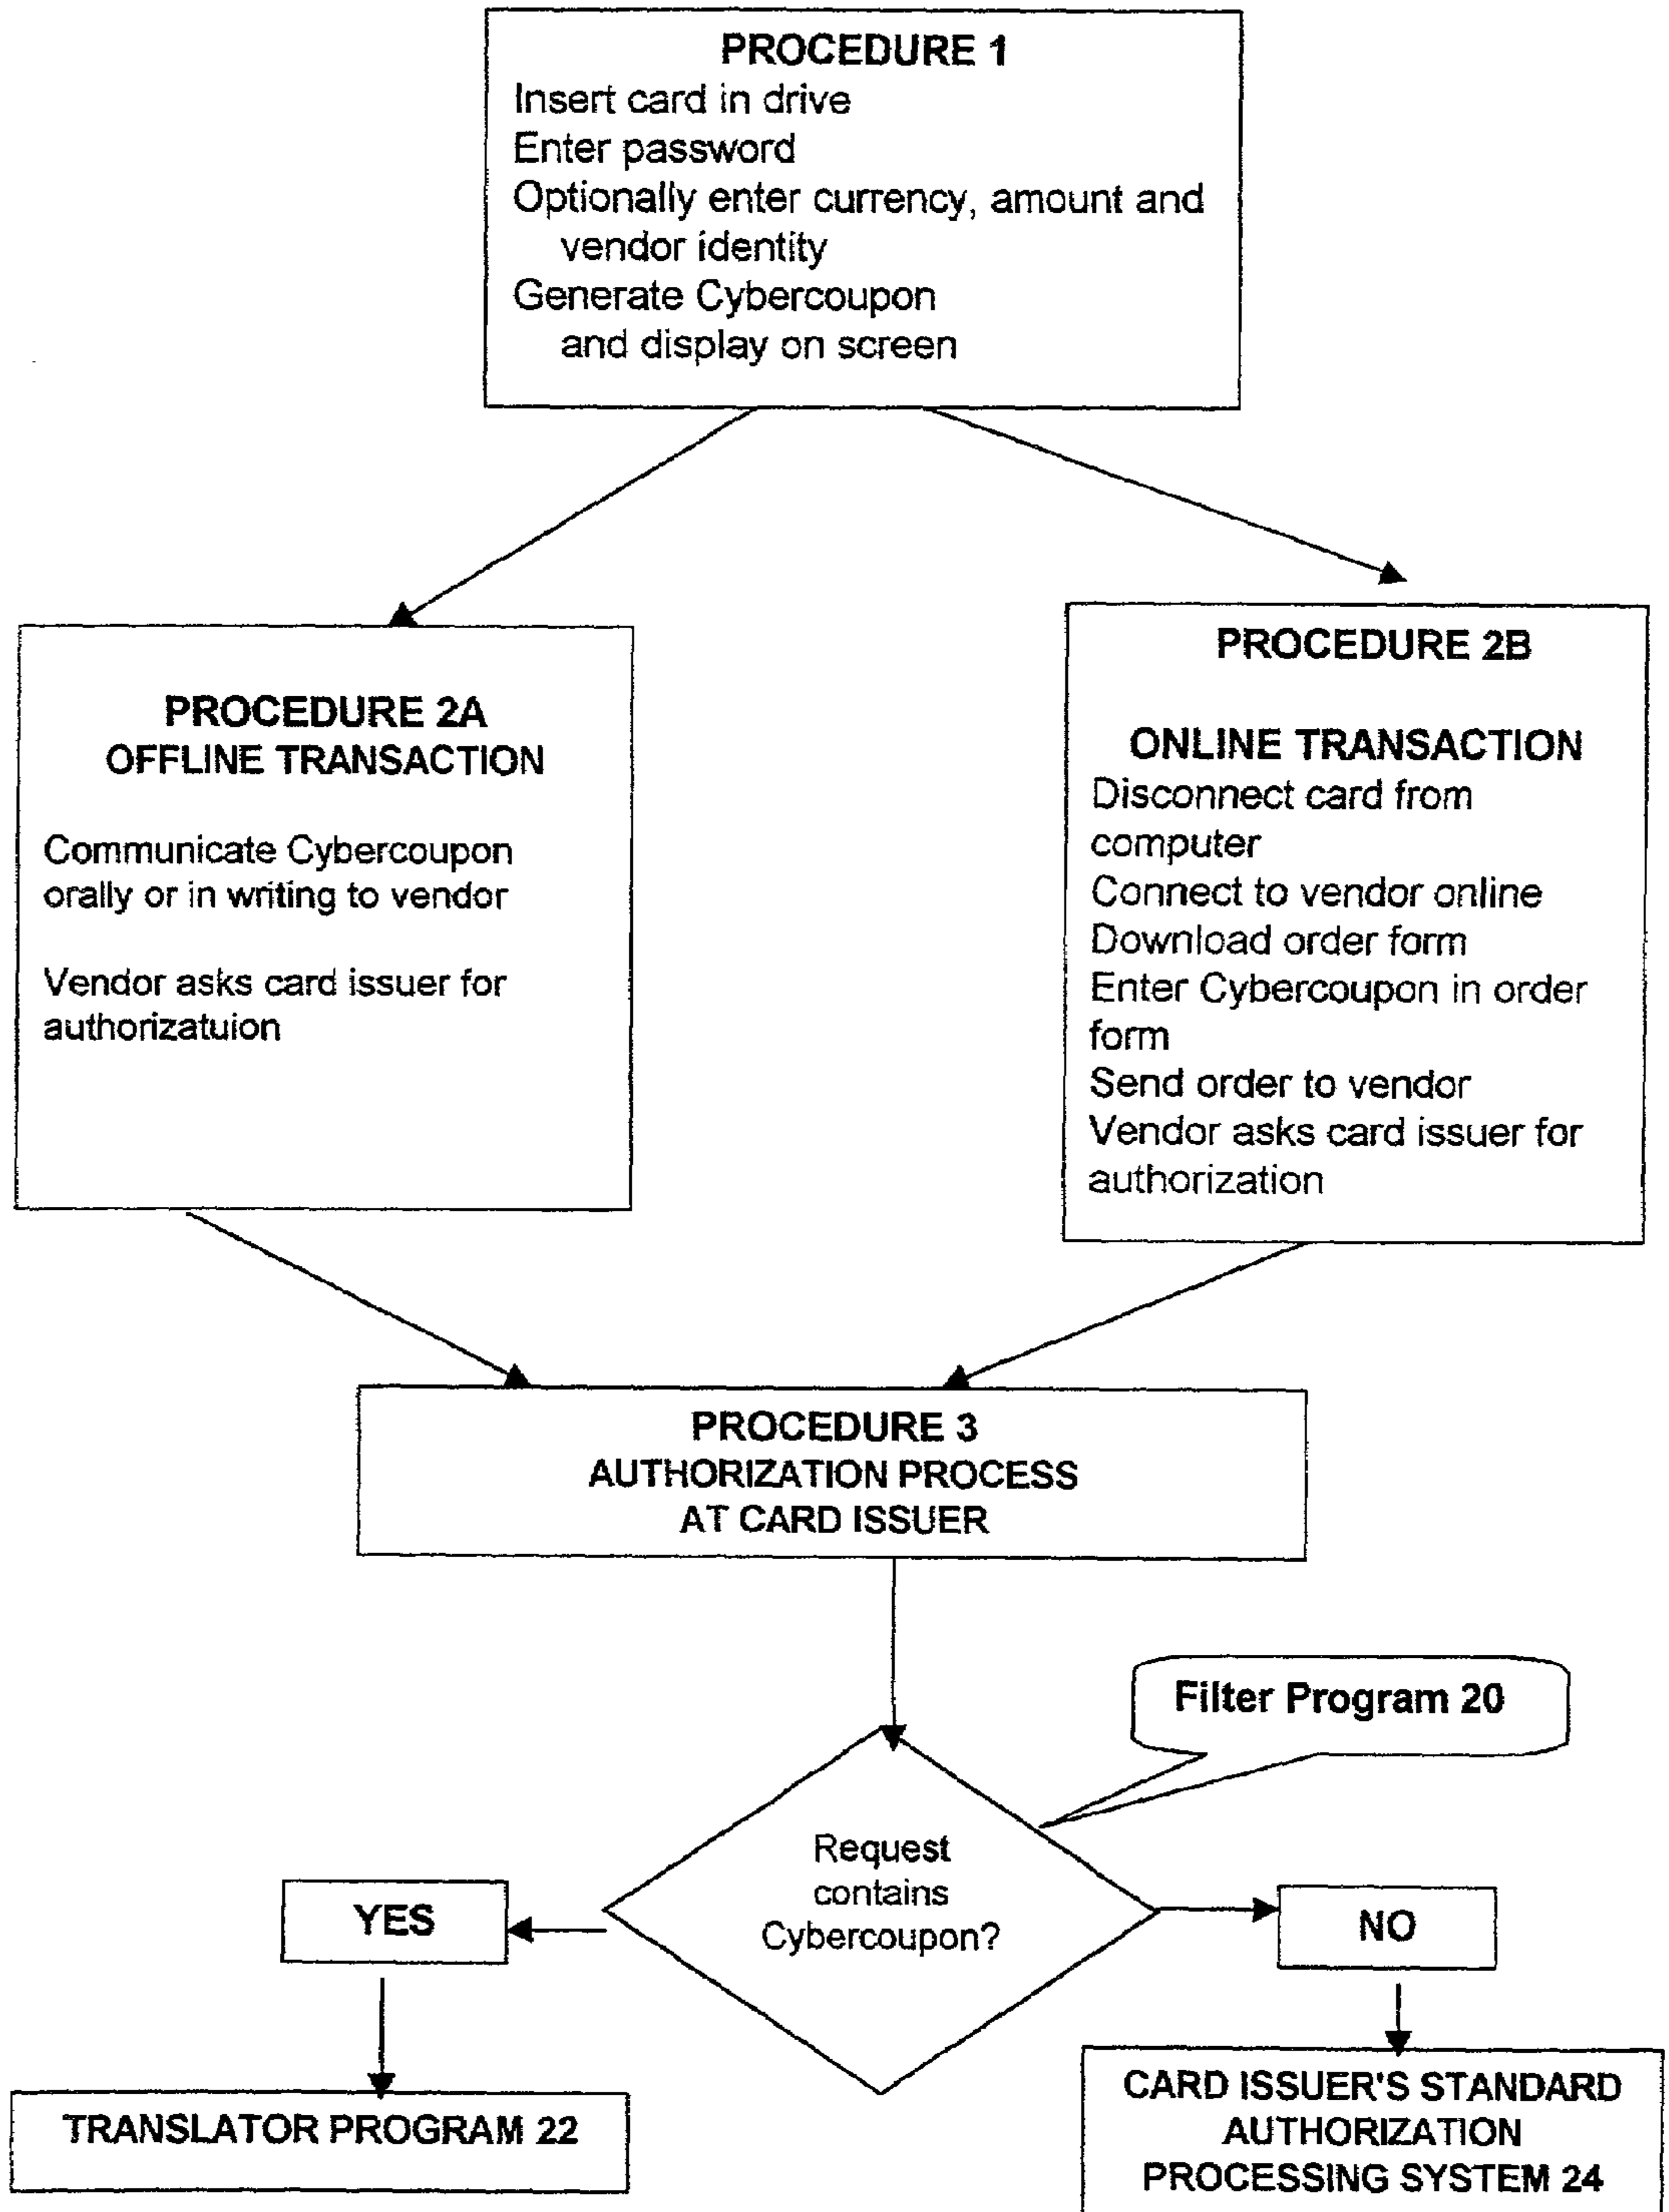 PROCEDURE 1
Insert card in drive
Enter password
Optionally enter currency, amount and
vendor identity
Generate Cybercoupon
and display on screen
PROCEDURE 2A
OFFLINE TRANSACTION
Communicate Cybercoupon
orally or in writing to vendor
Vendor asks card issuer for
authorizatuion
PROCEDURE 2B
ONLINE TRANSACTION
Disconnect card from
computer
Connect to vendor online
Download order form
Enter Cybercoupon in order
form
Send order to vendor
Vendor asks card issuer for
authorization
PROCEDURE 3
AUTHORIZATION PROCESS
AT CARD ISSUER
Filter Program 20
Request
contains
Cybercoupon?
YES
NO
TRANSLATOR PROGRAM 22
CARD ISSUER'S STANDARD
AUTHORIZATION
PROCESSING SYSTEM 24